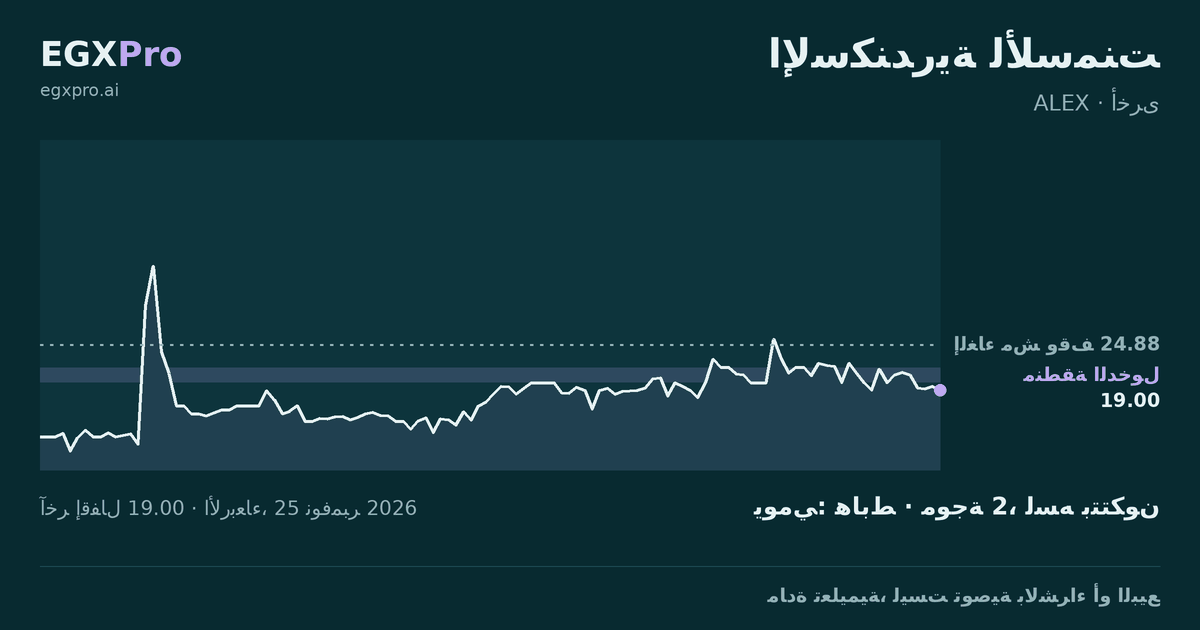 EGXPro
egxpro.ai
الإسكندرية للأسمنت
ALEX · أخرى
إلغاء مش وقف 24.88
منطقة الدخول
19.00
آخر إقفال 19.00 · الأربعاء، 25 نوفمبر 2026
يومي: هابط · موجة 2، لسه بتتكون
مادة تعليمية، ليست توصية بالشراء أو البيع